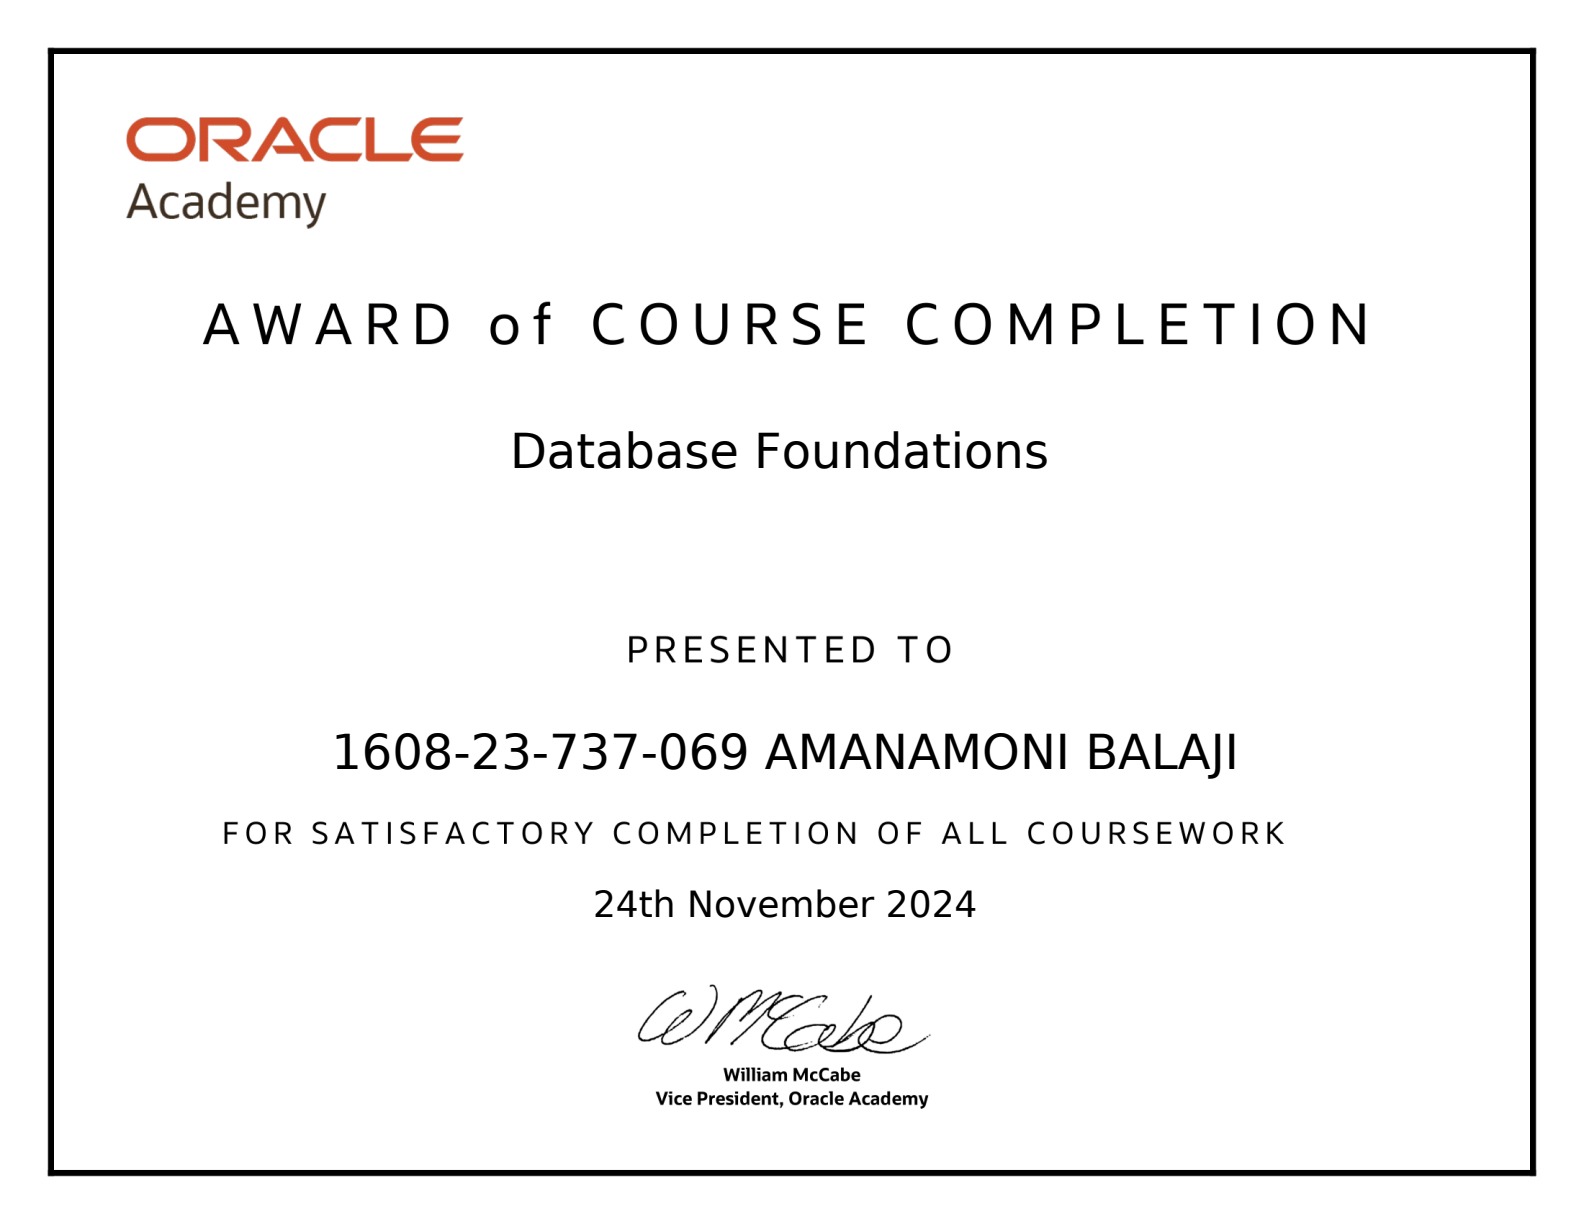 ORACLE
Academy
AWARD of COURSE COMPLETION
Database Foundations
PRESENTED TO
1608-23-737-069 AMANAMONI BALAJI
FOR SATISFACTORY COMPLETION OF ALL COURSEWORK
24th November 2024
W McCabe
William McCabe
Vice President, Oracle Academy